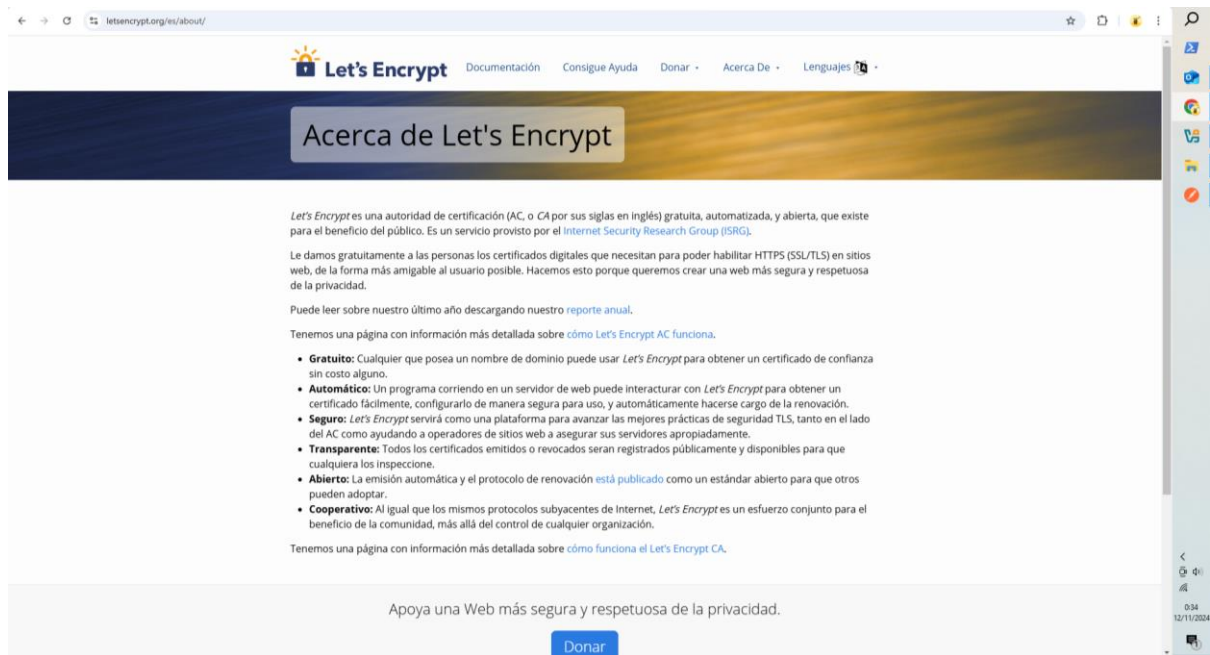 letsencrypt.org/es/about/
Let's Encrypt
Documentación
Consigue Ayuda
Donar
Acerca De
Lenguajes
Acerca de Let's Encrypt
Let's Encrypt es una autoridad de certificación (AC, o CA por sus siglas en inglés) gratuita, automatizada, y abierta, que existe
para el beneficio del público. Es un servicio provisto por el Internet Security Research Group (ISRG).
Le damos gratuitamente a las personas los certificados digitales que necesitan para poder habilitar HTTPS (SSL/TLS) en sitios
web, de la forma más amigable al usuario posible. Hacemos esto porque queremos crear una web más segura y respetuosa
de la privacidad.
Puede leer sobre nuestro último año descargando nuestro reporte anual.
Tenemos una página con información más detallada sobre cómo Let's Encrypt AC funciona.
• Gratuito: Cualquier que posea un nombre de dominio puede usar Let's Encrypt para obtener un certificado de confianza
sin costo alguno.
• Automático: Un programa corriendo en un servidor de web puede interacturar con Let's Encrypt para obtener un
certificado fácilmente, configurarlo de manera segura para uso, y automáticamente hacerse cargo de la renovación.
• Seguro: Let's Encrypt servirá como una plataforma para avanzar las mejores prácticas de seguridad TLS, tanto en el lado
del AC como ayudando a operadores de sitios web a asegurar sus servidores apropiadamente.
• Transparente: Todos los certificados emitidos o revocados seran registrados públicamente y disponibles para que
cualquiera los inspeccione.
• Abierto: La emisión automática y el protocolo de renovación está publicado como un estándar abierto para que otros
pueden adoptar.
• Cooperativo: Al igual que los mismos protocolos subyacentes de Internet, Let's Encrypt es un esfuerzo conjunto para el
beneficio de la comunidad, más allá del control de cualquier organización.
Tenemos una página con información más detallada sobre cómo funciona el Let's Encrypt CA.
Apoya una Web más segura y respetuosa de la privacidad.
Donar
0:34
12/11/2024